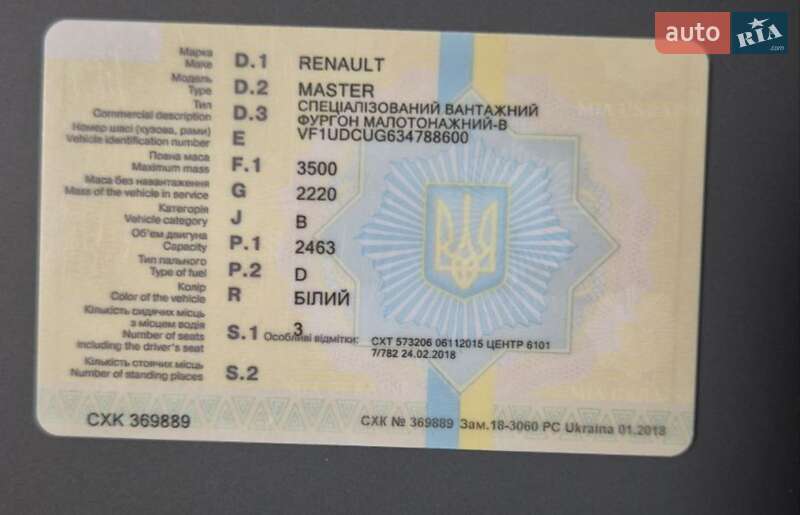 auto RIA .com
Марка
Make D.1 RENAULT
Модель
Type D.2 MASTER
Тип
Commercial description D.3 СПЕЦІАЛІЗОВАНИЙ ВАНТАЖНИЙ
ФУРГОН МАЛОТОНАЖНИЙ-В
Номер шасі (кузова, рами)
Vehicle identification number E VF1UDCUG634788600
Повна маса
Maximum mass F.1 3500
Маса без навантаження
Mass of the vehicle in service G 2220
Категорія
Vehicle category J B
Об'єм двигуна
Capacity P.1 2463
Тип пального
Type of fuel P.2 D
Колір
Color of the vehicle R БІЛИЙ
Кількість сидячих місць
з місцем водія
Number of seats
including the driver's seat S.1 3
Особливі відмітки: СХТ 573206 06112015 ЦЕНТР 6101
7/782 24.02.2018
Кількість стоячих місць
Number of standing places S.2
СХК 369889
СХК № 369889 Зам.18-3060 РС Ukraina 01.2018